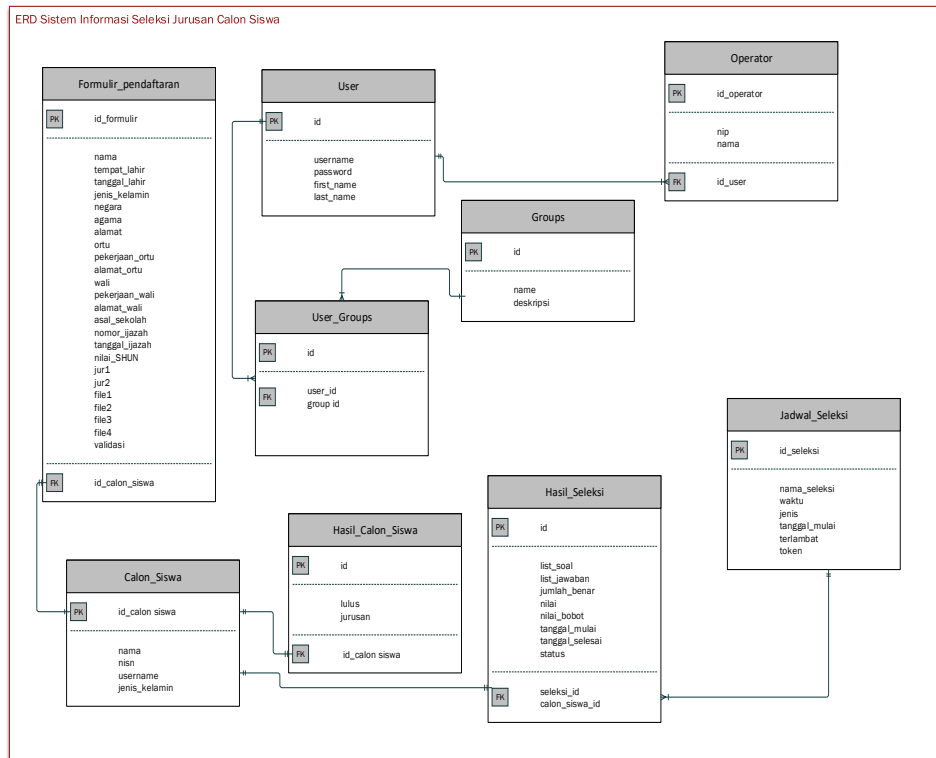 ERD Sistem Informasi Seleksi Jurusan Calon Siswa
Formulir_pendaftaran
PK id_formulir
nama
tempat_lahir
tanggal_lahir
jenis_kelamin
negara
agama
alamat
ortu
pekerjaan_ortu
alamat_ortu
wali
pekerjaan_wali
alamat_wali
asal_sekolah
nomor_ijazah
tanggal_ijazah
nilai_SHUN
jur1
jur2
file1
file2
file3
file4
validasi
FK id_calon_siswa
User
PK id
username
password
first_name
last_name
Operator
PK id_operator
nip
nama
FK id_user
Groups
PK id
name
deskripsi
User_Groups
PK id
FK user_id
group id
Jadwal_Seleksi
PK id_seleksi
nama_seleksi
waktu
jenis
tanggal_mulai
terlambat
token
Hasil_Seleksi
PK id
list_soal
list_jawaban
jumlah_benar
nilai
nilai_bobot
tanggal_mulai
tanggal_selesai
status
FK seleksi_id
calon_siswa_id
Hasil_Calon_Siswa
PK id
lulus
jurusan
FK id_calon siswa
Calon_Siswa
PK id_calon siswa
nama
nisn
username
jenis_kelamin